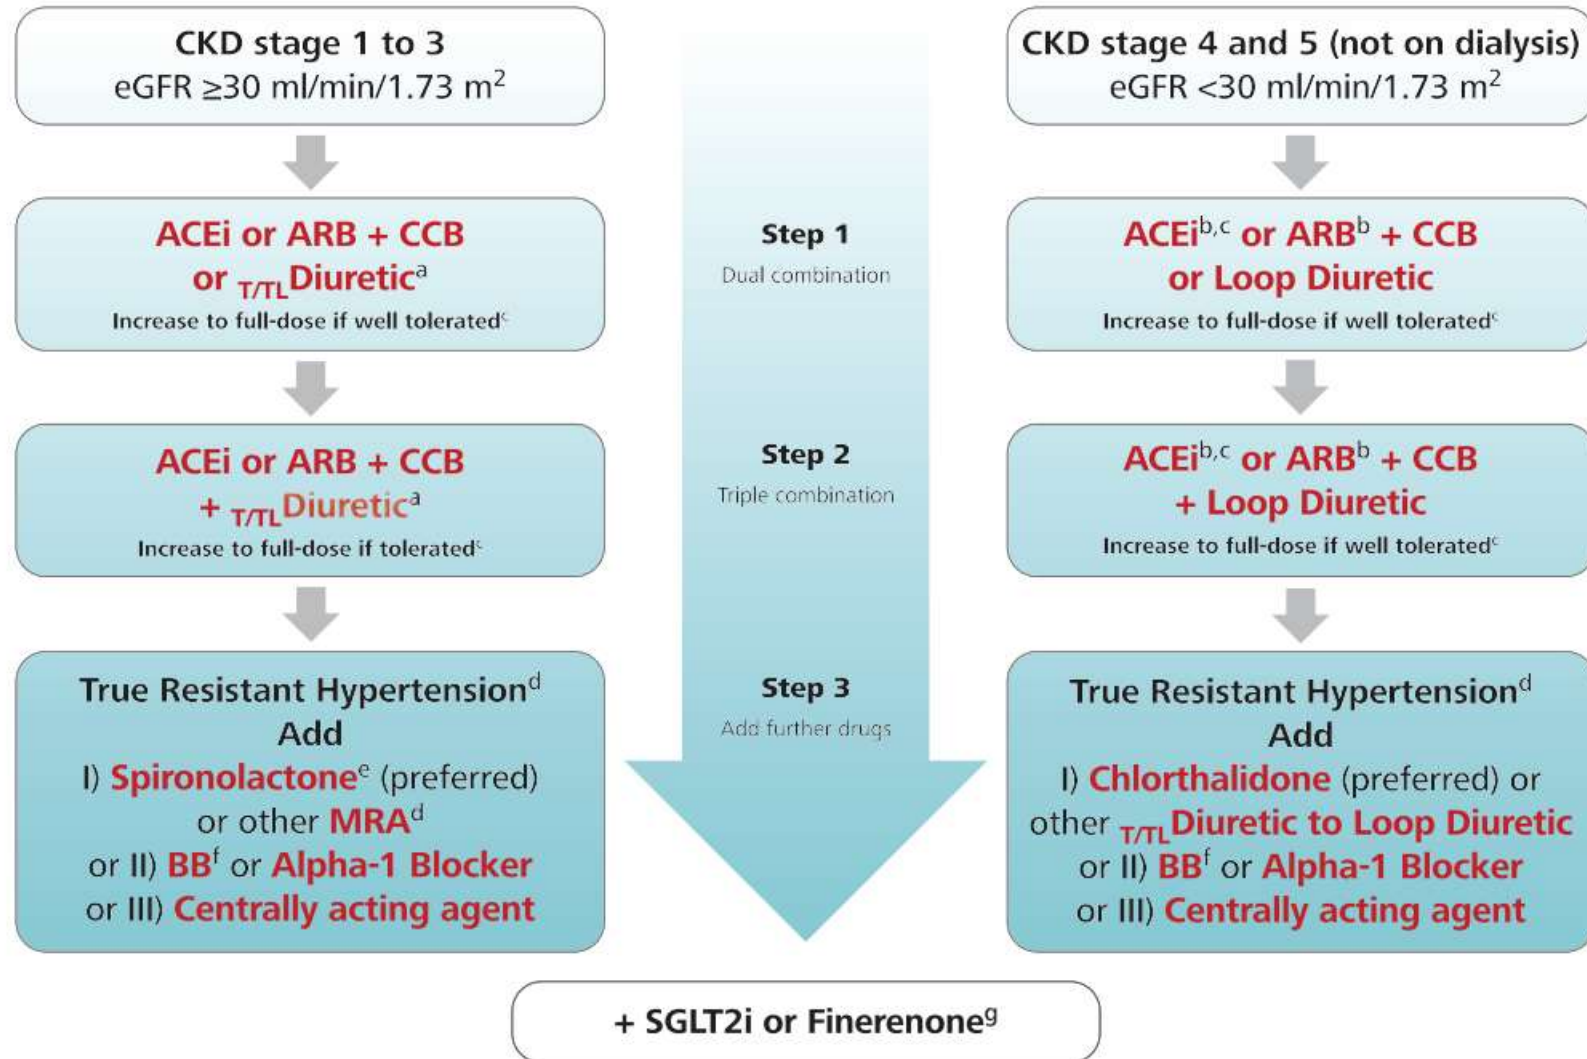 CKD stage 1 to 3
eGFR ≥30 ml/min/1.73 m²
ACEi or ARB + CCB
or T/TLDiureticᵃ
Increase to full-dose if well toleratedᶜ
ACEi or ARB + CCB
+ T/TLDiureticᵃ
Increase to full-dose if toleratedᶜ
True Resistant Hypertensionᵈ
Add
I) Spironolactoneᵉ (preferred)
or other MRAᵈ
or II) BBᶠ or Alpha-1 Blocker
or III) Centrally acting agent
Step 1
Dual combination
Step 2
Triple combination
Step 3
Add further drugs
CKD stage 4 and 5 (not on dialysis)
eGFR <30 ml/min/1.73 m²
ACEiᵇ,ᶜ or ARBᵇ + CCB
or Loop Diuretic
Increase to full-dose if well toleratedᶜ
ACEiᵇ,ᶜ or ARBᵇ + CCB
+ Loop Diuretic
Increase to full-dose if well toleratedᶜ
True Resistant Hypertensionᵈ
Add
I) Chlorthalidone (preferred) or
other T/TLDiuretic to Loop Diuretic
or II) BBᶠ or Alpha-1 Blocker
or III) Centrally acting agent
+ SGLT2i or Finerenoneᵍ